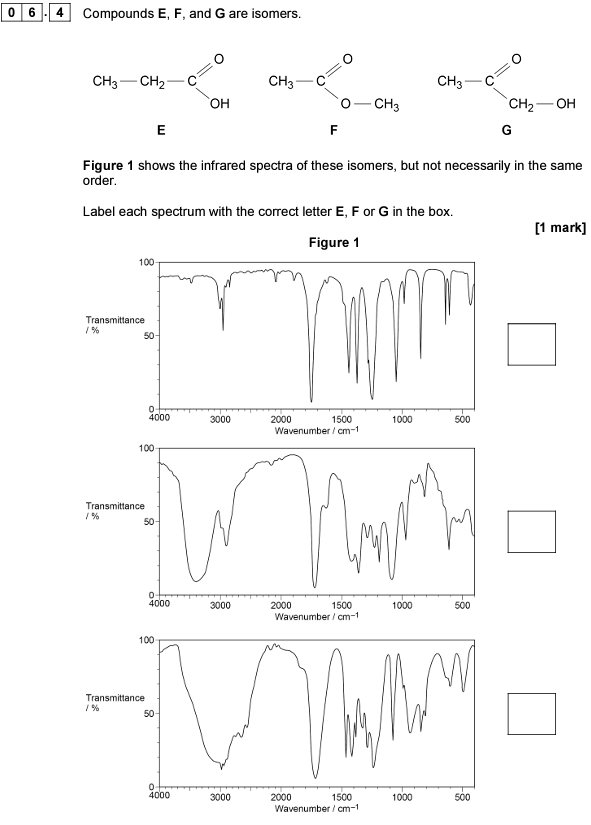 0 6 . 4 Compounds E, F, and G are isomers.
CH₃ — CH₂ — C O OH
E
CH₃ — C O O — CH₃
F
CH₃ — C O CH₂ — OH
G
Figure 1 shows the infrared spectra of these isomers, but not necessarily in the same
order.
Label each spectrum with the correct letter E, F or G in the box.
[1 mark]
Figure 1
100
Transmittance
/ %
50
0
4000 3000 2000 1500 1000 500
Wavenumber / cm⁻¹
100
Transmittance
/ %
50
0
4000 3000 2000 1500 1000 500
Wavenumber / cm⁻¹
100
Transmittance
/ %
50
0
4000 3000 2000 1500 1000 500
Wavenumber / cm⁻¹